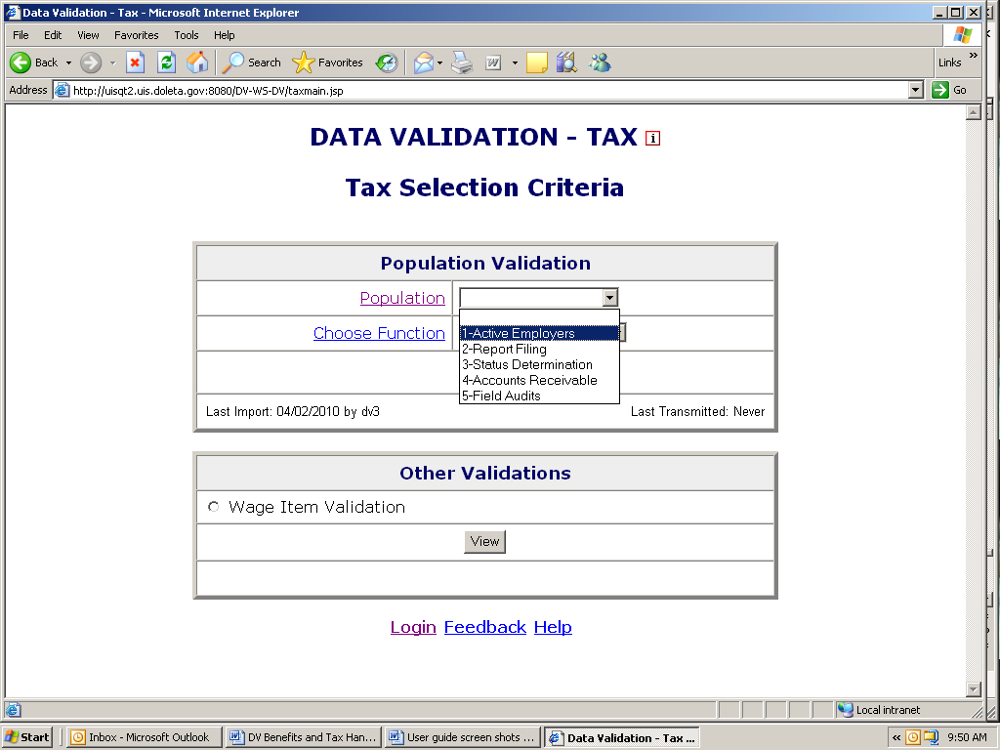 Data Validation - Tax - Microsoft Internet Explorer
File Edit View Favorites Tools Help
Back Search Favorites Links »
Address http://uisqt2.uis.doleta.gov:8080/DV-WS-DV/taxmain.jsp Go
DATA VALIDATION - TAX i
Tax Selection Criteria
Population Validation
Population
Choose Function
1-Active Employers
2-Report Filing
3-Status Determination
4-Accounts Receivable
5-Field Audits
Last Import: 04/02/2010 by dv3 Last Transmitted: Never
Other Validations
Wage Item Validation
View
Login Feedback Help
Local intranet
Start Inbox - Microsoft Outlook DV Benefits and Tax Han... User guide screen shots ... Data Validation - Tax ... « 9:50 AM